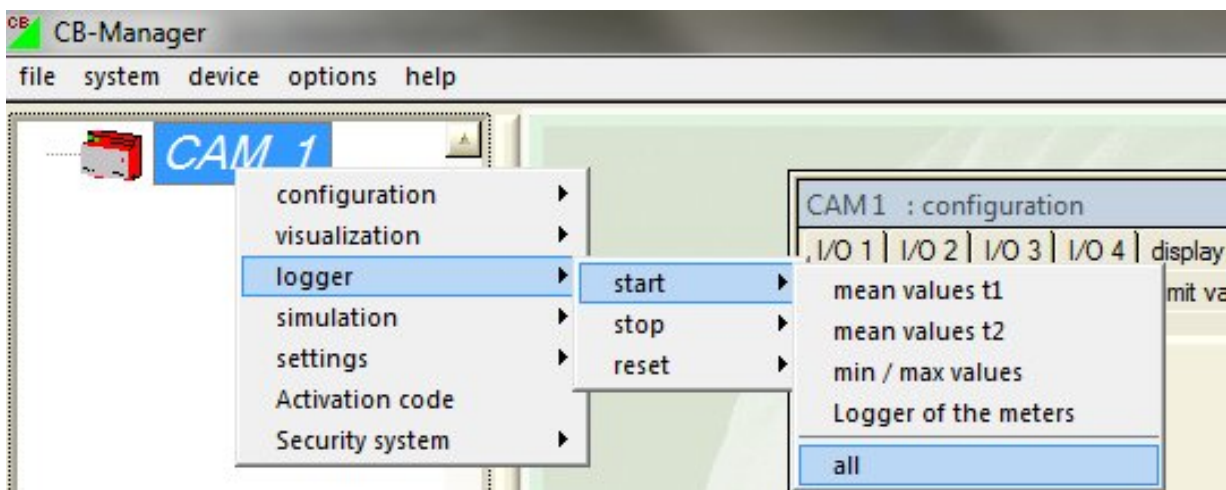 CB CB-Manager
file system device options help
CAM 1
configuration
visualization
logger
simulation
settings
Activation code
Security system
start
stop
reset
CAM 1 : configuration
I/O 1 I/O 2 I/O 3 I/O 4 display
mean values t1
mean values t2
min / max values
Logger of the meters
all